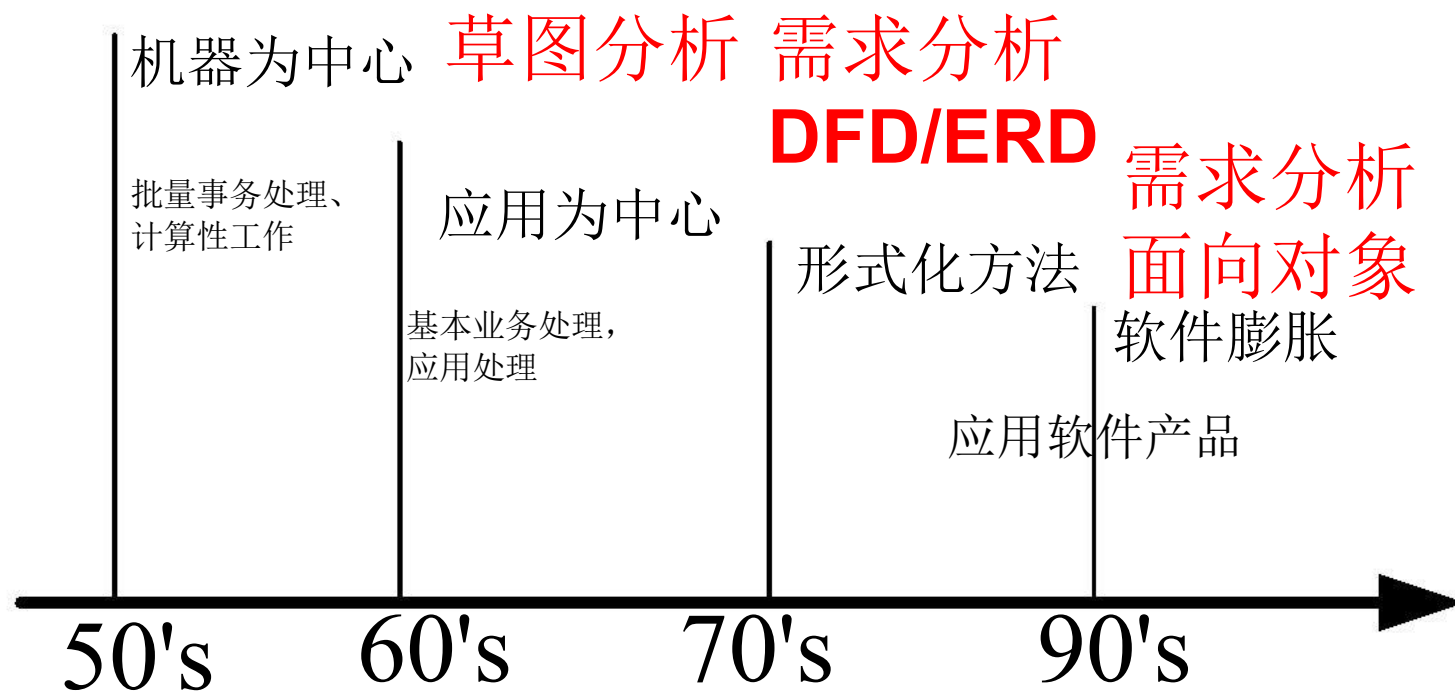 机器为中心
草图分析
需求分析
DFD/ERD
需求分析
面向对象
批量事务处理、
计算性工作
应用为中心
形式化方法
基本业务处理，
应用处理
软件膨胀
应用软件产品
50's
60's
70's
90's